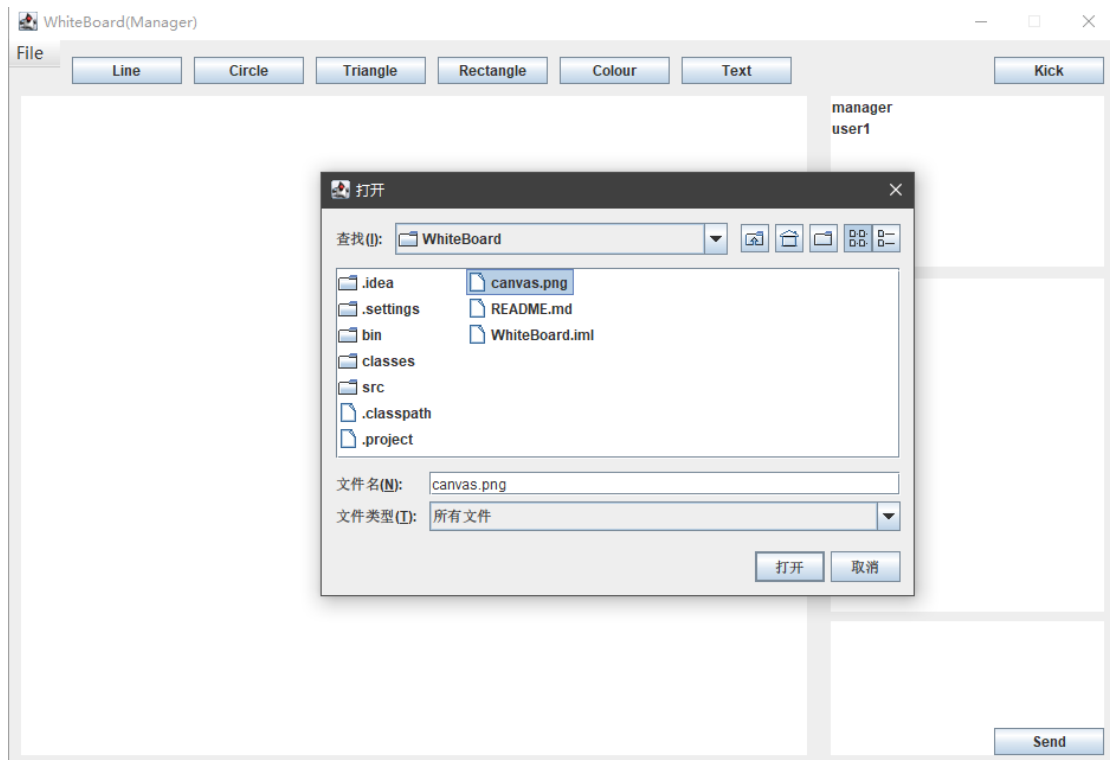 WhiteBoard(Manager)
File
Line Circle Triangle Rectangle Colour Text Kick
manager
user1
打开
查找(I): WhiteBoard
.idea canvas.png
.settings README.md
bin WhiteBoard.iml
classes
src
.classpath
.project
文件名(N): canvas.png
文件类型(T): 所有文件
打开 取消
Send